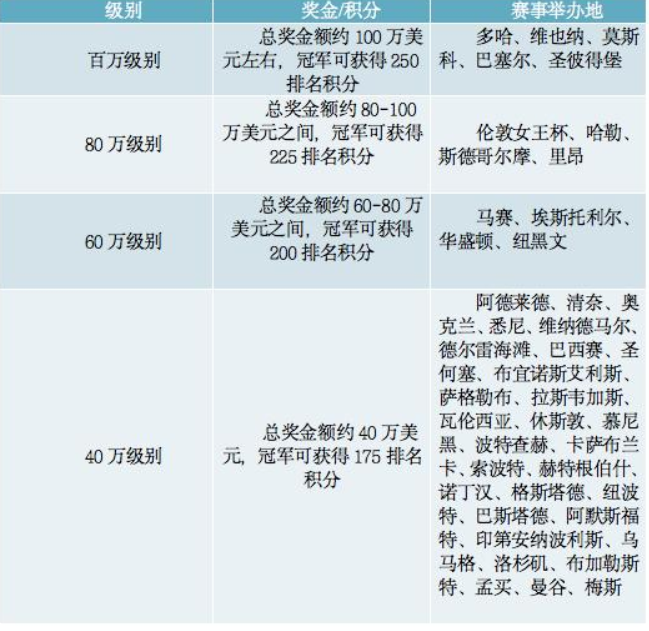 级别
奖金/积分
赛事举办地
百万级别
总奖金额约 100 万美
元左右，冠军可获得 250
排名积分
多哈、维也纳、莫斯
科、巴塞尔、圣彼得堡
80 万级别
总奖金额约 80-100
万美元之间，冠军可获得
225 排名积分
伦敦女王杯、哈勒、
斯德哥尔摩、里昂
60 万级别
总奖金额约 60-80 万
美元之间，冠军可获得
200 排名积分
马赛、埃斯托利尔、
华盛顿、纽黑文
40 万级别
总奖金额约 40 万美
元，冠军可获得 175 排名
积分
阿德莱德、清奈、奥
克兰、悉尼、维纳德马尔、
德尔雷海滩、巴西赛、圣
何塞、布宜诺斯艾利斯、
萨格勒布、拉斯韦加斯、
瓦伦西亚、休斯敦、慕尼
黑、波特查赫、卡萨布兰
卡、索波特、赫特根伯什、
诺丁汉、格斯塔德、纽波
特、巴斯塔德、阿默斯福
特、印第安纳波利斯、乌
马格、洛杉矶、布加勒斯
特、孟买、曼谷、梅斯